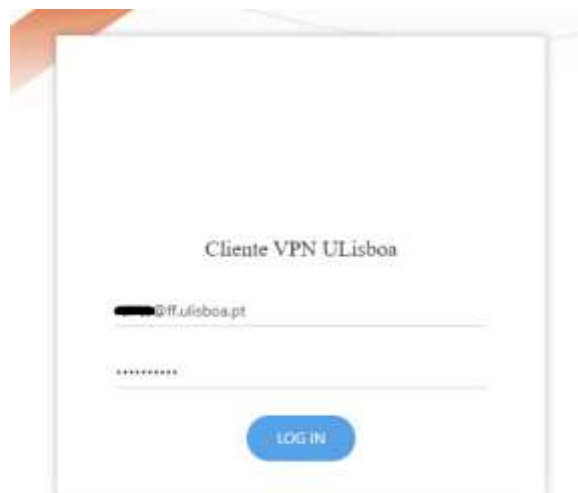 Cliente VPN ULisboa
@ff.ulisboa.pt
••••••••••
LOG IN